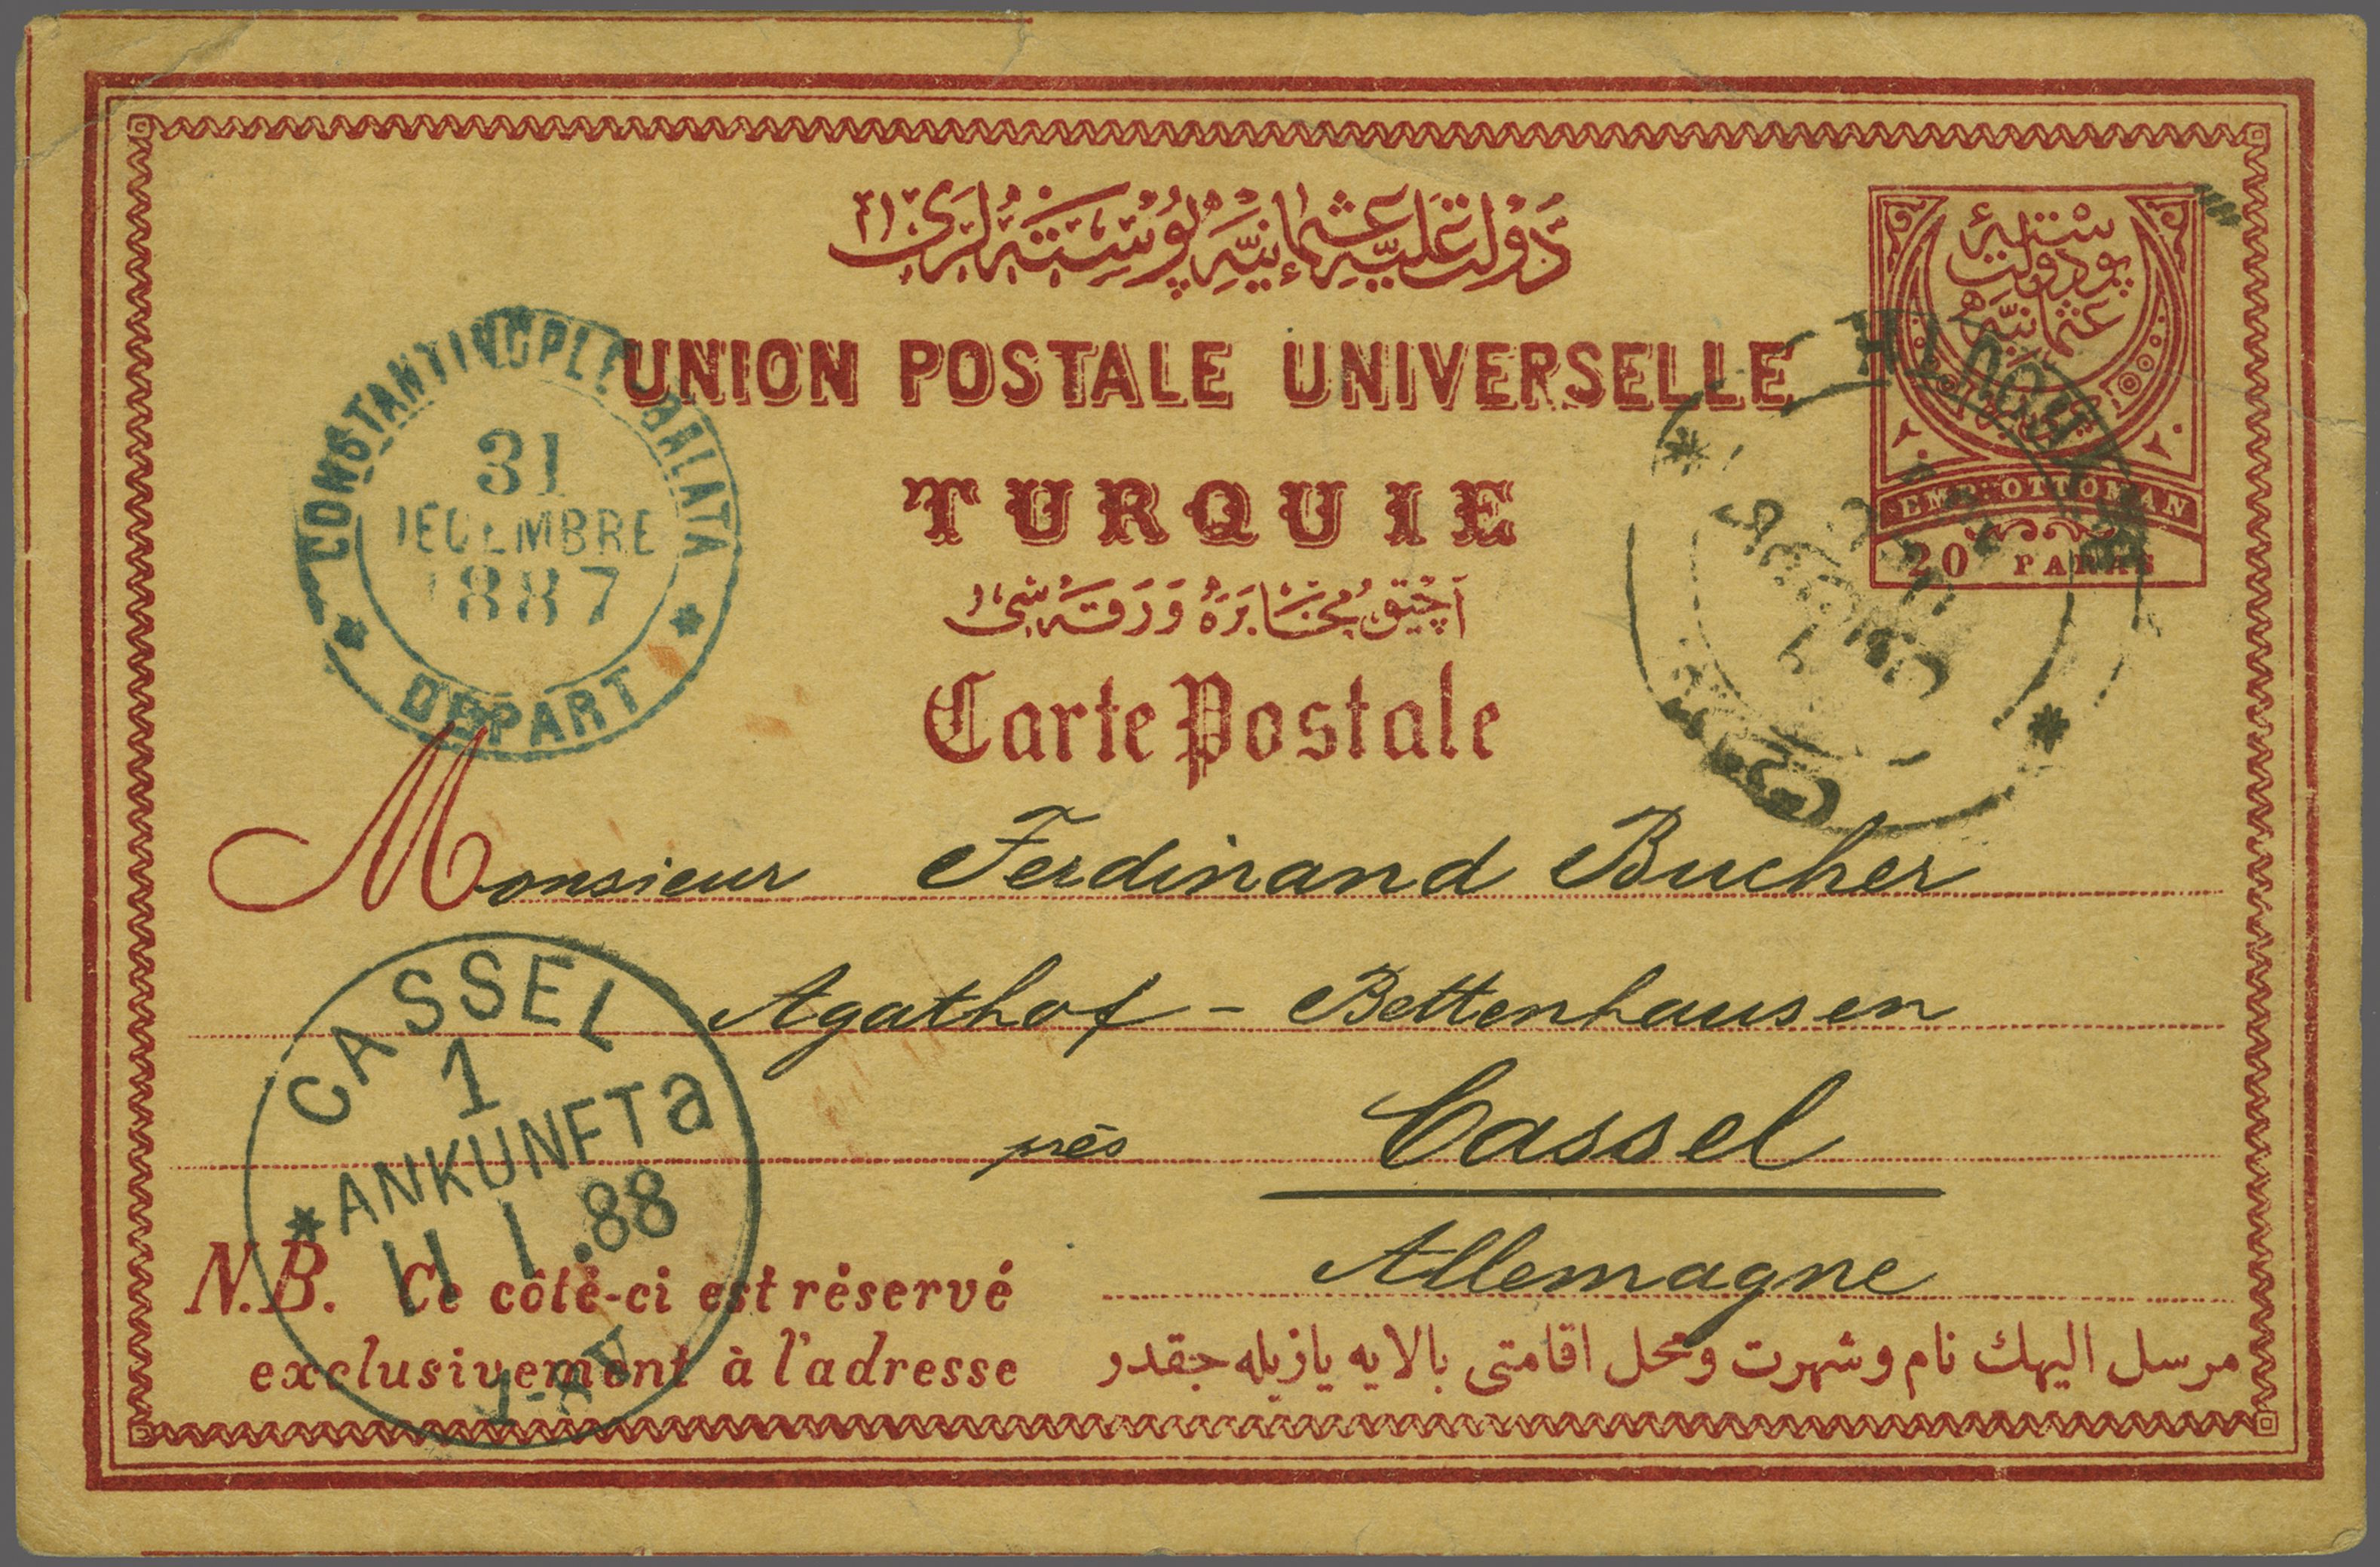 دولت عليه عثمانيه پوسته لرى
UNION POSTALE UNIVERSELLE
TURQUIE
آچيق مخابره ورقه سى
Carte Postale
EMP: OTTOMAN
20 PARAS
CONSTANTINOPLE GALATA
31
DECEMBRE
1887
DEPART
Monsieur Ferdinand Bucher
Agathof - Bettenhausen
près Cassel
Allemagne
CASSEL
1
ANKUNFT a
11 1.88
N.B. Ce côté-ci est réservé
exclusivement à l'adresse
مرسل اليهك نام وشهرت ومحل اقامتى بالايه يازيله جقدر